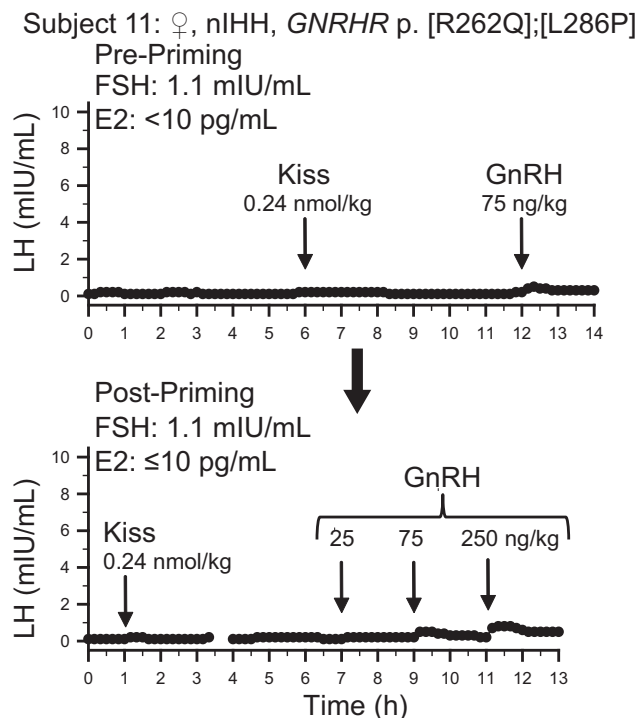 Subject 11: ♀, nIHH, GNRHR p. [R262Q];[L286P]
Pre-Priming
FSH: 1.1 mIU/mL
E2: <10 pg/mL
10
8
6
4
2
0
LH (mIU/mL)
Kiss
0.24 nmol/kg
GnRH
75 ng/kg
0 1 2 3 4 5 6 7 8 9 10 11 12 13 14
Post-Priming
FSH: 1.1 mIU/mL
E2: ≤10 pg/mL
10
8
6
4
2
0
LH (mIU/mL)
GnRH
Kiss
0.24 nmol/kg
25 75 250 ng/kg
0 1 2 3 4 5 6 7 8 9 10 11 12 13
Time (h)